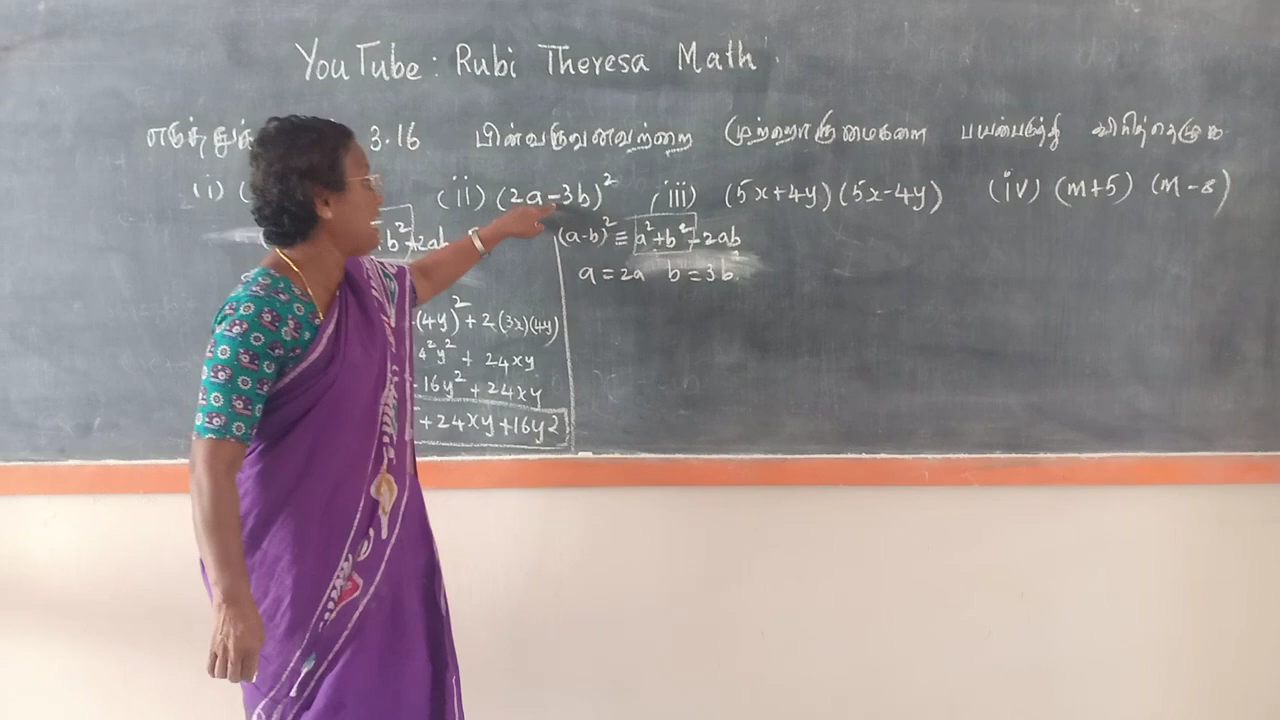 YouTube: Rubi Theresa Math
3.16 பின்வருவனவற்றை முற்றொருமைகளை பயன்படுத்தி
(i) ( (ii) (2a-3b)² (iii) (5x+4y)(5x-4y) (iv) (m+5) (m-8)
b²+2ab
(a-b)² ≡ a²+b²-2ab
a=2a b=3b
(4y)²+2(3x)(4y)
4²y²+24xy
16y²+24xy
+24xy+16y2